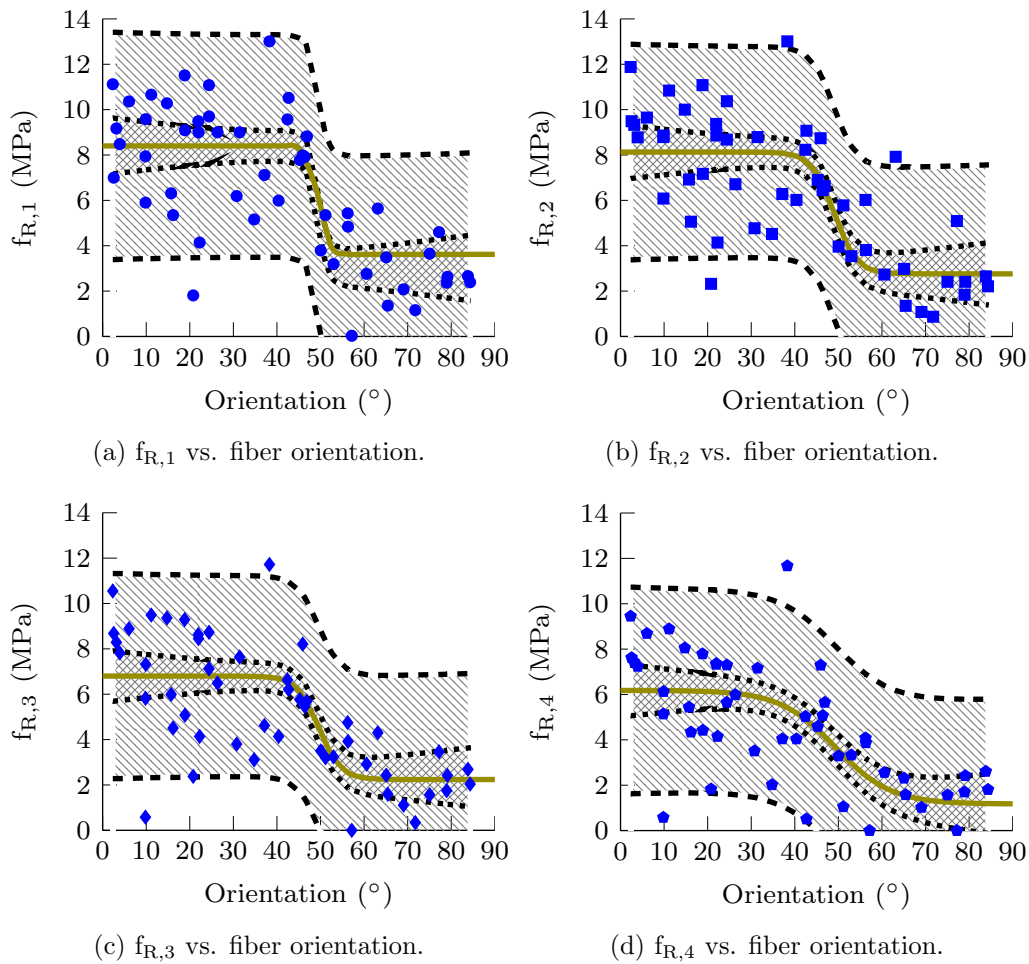 14
12
10
8
6
4
2
0
f_R,1 (MPa)
0 10 20 30 40 50 60 70 80 90
Orientation (°)
(a) f_R,1 vs. fiber orientation.
14
12
10
8
6
4
2
0
f_R,2 (MPa)
0 10 20 30 40 50 60 70 80 90
Orientation (°)
(b) f_R,2 vs. fiber orientation.
14
12
10
8
6
4
2
0
f_R,3 (MPa)
0 10 20 30 40 50 60 70 80 90
Orientation (°)
(c) f_R,3 vs. fiber orientation.
14
12
10
8
6
4
2
0
f_R,4 (MPa)
0 10 20 30 40 50 60 70 80 90
Orientation (°)
(d) f_R,4 vs. fiber orientation.